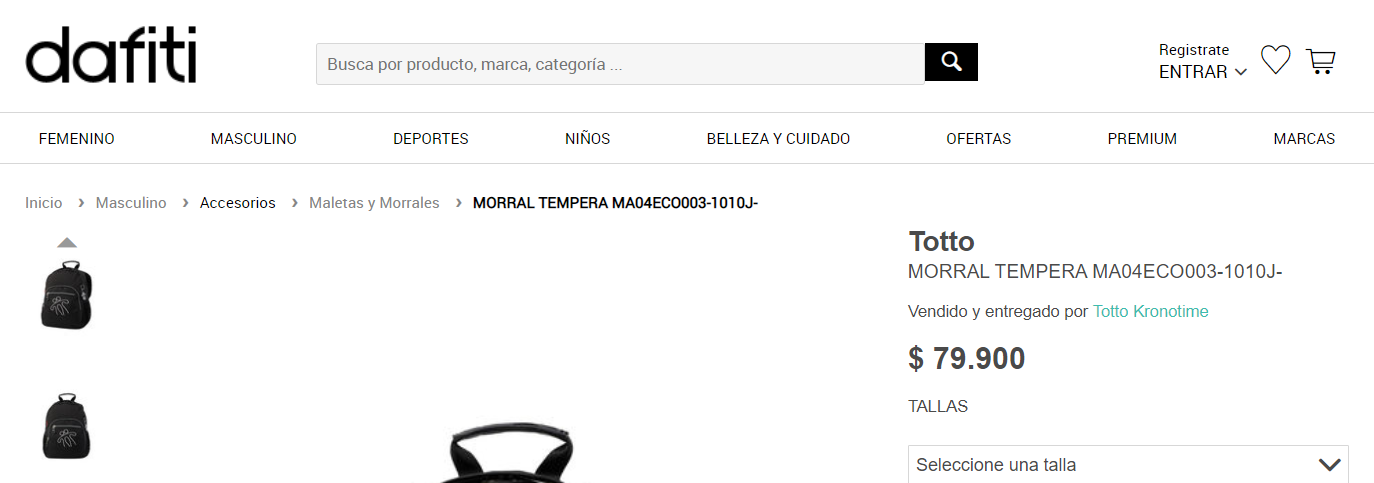 dafiti
Busca por producto, marca, categoría ...
Registrate
ENTRAR
FEMENINO MASCULINO DEPORTES NIÑOS BELLEZA Y CUIDADO OFERTAS PREMIUM MARCAS
Inicio › Masculino › Accesorios › Maletas y Morrales › MORRAL TEMPERA MA04ECO003-1010J-
Totto
MORRAL TEMPERA MA04ECO003-1010J-
Vendido y entregado por Totto Kronotime
$ 79.900
TALLAS
Seleccione una talla